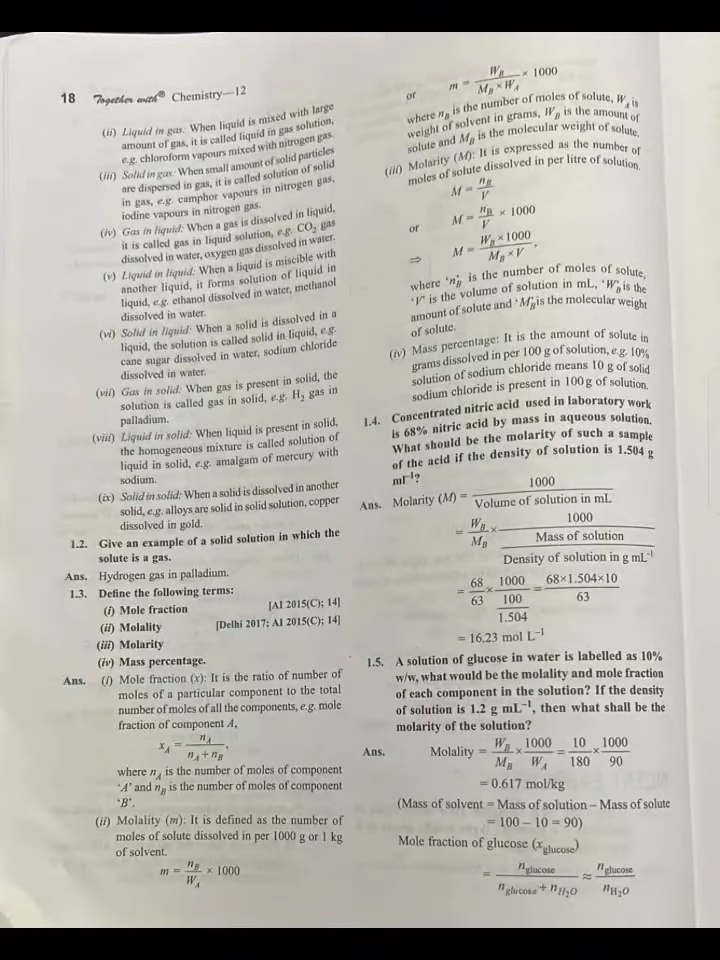 18 Together with® Chemistry—12
(ii) Liquid in gas: When liquid is mixed with large
amount of gas, it is called liquid in gas solution,
e.g. chloroform vapours mixed with nitrogen gas.
(iii) Solid in gas: When small amount of solid particles
are dispersed in gas, it is called solution of solid
in gas, e.g. camphor vapours in nitrogen gas,
iodine vapours in nitrogen gas.
(iv) Gas in liquid: When a gas is dissolved in liquid,
it is called gas in liquid solution, e.g. CO₂ gas
dissolved in water, oxygen gas dissolved in water.
(v) Liquid in liquid: When a liquid is miscible with
another liquid, it forms solution of liquid in
liquid, e.g. ethanol dissolved in water, methanol
dissolved in water.
(vi) Solid in liquid: When a solid is dissolved in a
liquid, the solution is called solid in liquid, e.g.
cane sugar dissolved in water, sodium chloride
dissolved in water.
(vii) Gas in solid: When gas is present in solid, the
solution is called gas in solid, e.g. H₂ gas in
palladium.
(viii) Liquid in solid: When liquid is present in solid,
the homogeneous mixture is called solution of
liquid in solid, e.g. amalgam of mercury with
sodium.
(ix) Solid in solid: When a solid is dissolved in another
solid, e.g. alloys are solid in solid solution, copper
dissolved in gold.
1.2. Give an example of a solid solution in which the
solute is a gas.
Ans. Hydrogen gas in palladium.
1.3. Define the following terms:
(i) Mole fraction [AI 2015(C); 14]
(ii) Molality [Delhi 2017; AI 2015(C); 14]
(iii) Molarity
(iv) Mass percentage.
Ans. (i) Mole fraction (x): It is the ratio of number of
moles of a particular component to the total
number of moles of all the components, e.g. mole
fraction of component A,
x_A = n_A / (n_A + n_B),
where n_A is the number of moles of component
'A' and n_B is the number of moles of component
'B'.
(ii) Molality (m): It is defined as the number of
moles of solute dissolved in per 1000 g or 1 kg
of solvent.
m = n_B / W_A × 1000
or m = W_B / (M_B × W_A) × 1000
where n_B is the number of moles of solute, W_A is
weight of solvent in grams, W_B is the amount of
solute and M_B is the molecular weight of solute.
(iii) Molarity (M): It is expressed as the number of
moles of solute dissolved in per litre of solution.
M = n_B / V
or M = n_B / V × 1000
⇒ M = W_B × 1000 / (M_B × V),
where 'n_B' is the number of moles of solute,
'V' is the volume of solution in mL, 'W_B' is the
amount of solute and 'M_B' is the molecular weight
of solute.
(iv) Mass percentage: It is the amount of solute in
grams dissolved in per 100 g of solution, e.g. 10%
solution of sodium chloride means 10 g of solid
sodium chloride is present in 100 g of solution.
1.4. Concentrated nitric acid used in laboratory work
is 68% nitric acid by mass in aqueous solution.
What should be the molarity of such a sample
of the acid if the density of solution is 1.504 g
ml⁻¹?
Ans. Molarity (M) = 1000 / Volume of solution in mL
= W_B / M_B × 1000 / (Mass of solution / Density of solution in g mL⁻¹)
= 68/63 × 1000 / (100/1.504) = 68×1.504×10 / 63
= 16.23 mol L⁻¹
1.5. A solution of glucose in water is labelled as 10%
w/w, what would be the molality and mole fraction
of each component in the solution? If the density
of solution is 1.2 g mL⁻¹, then what shall be the
molarity of the solution?
Ans. Molality = W_B / M_B × 1000 / W_A = 10/180 × 1000/90
= 0.617 mol/kg
(Mass of solvent = Mass of solution – Mass of solute
= 100 – 10 = 90)
Mole fraction of glucose (x_glucose)
= n_glucose / (n_glucose + n_H₂O) ≈ n_glucose / n_H₂O